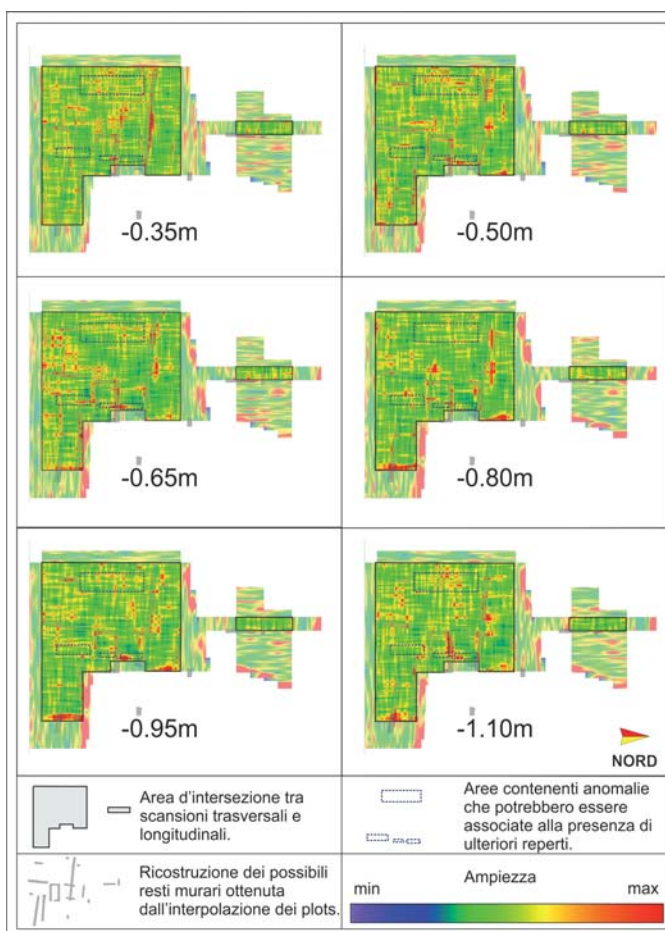 -0.35m
-0.50m
-0.65m
-0.80m
-0.95m
-1.10m
NORD
Area d'intersezione tra
scansioni trasversali e
longitudinali.
Aree contenenti anomalie
che potrebbero essere
associate alla presenza di
ulteriori reperti.
Ricostruzione dei possibili
resti murari ottenuta
dall'interpolazione dei plots.
Ampiezza
min
max